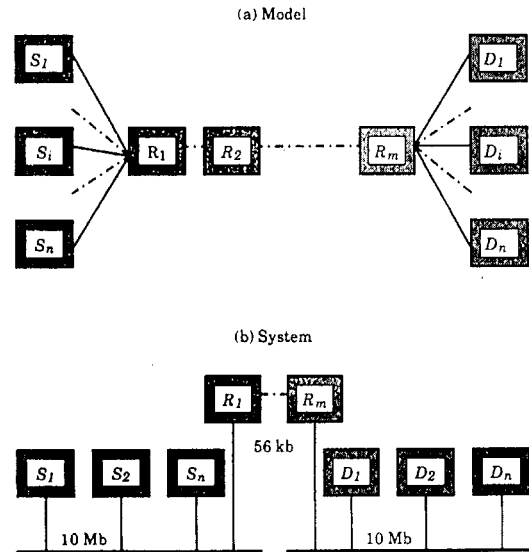 (a) Model
S1 D1
Si R1 R2 Rm Di
Sn Dn
(b) System
R1 Rm
56 kb
S1 S2 Sn D1 D2 Dn
10 Mb 10 Mb